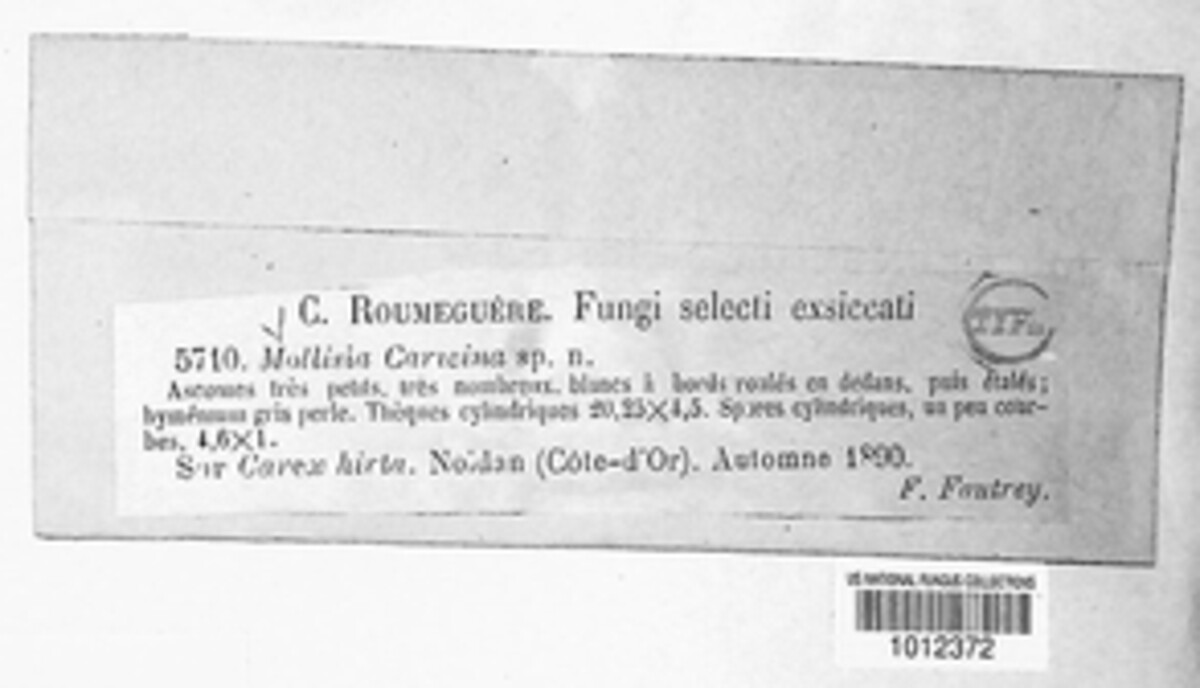 C. ROUMEGUÈRE. Fungi selecti exsiccati
TYPE
5710. Mollisia Caricina sp. n.
Ascomes très petits, très nombreux, blancs à bords roulés en dedans, puis étalés;
hyménium gris perle. Thèques cylindriques 20,25×4,5. Spores cylindriques, un peu cour-
bes, 4,6×1.
Sur Carex hirta. Noidan (Côte-d'Or). Automne 1890.
F. Fautrey.
US NATIONAL FUNGUS COLLECTIONS
1012372